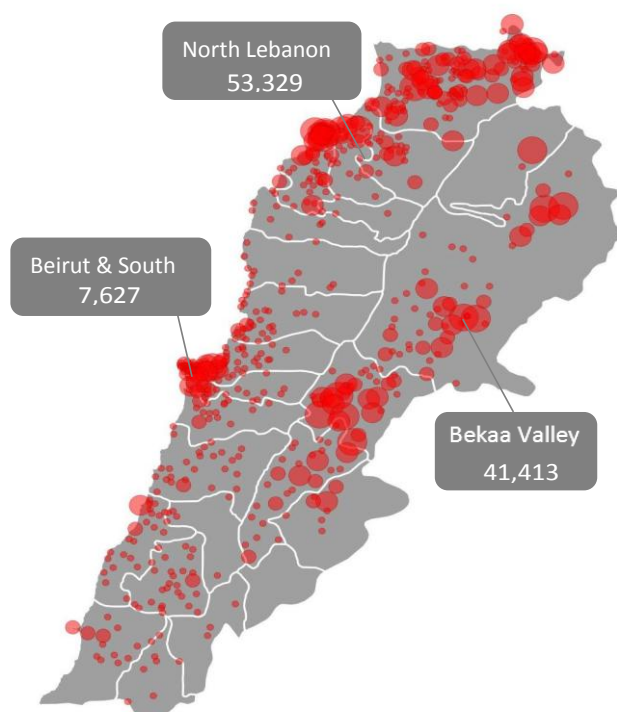 North Lebanon
53,329
Beirut & South
7,627
Bekaa Valley
41,413